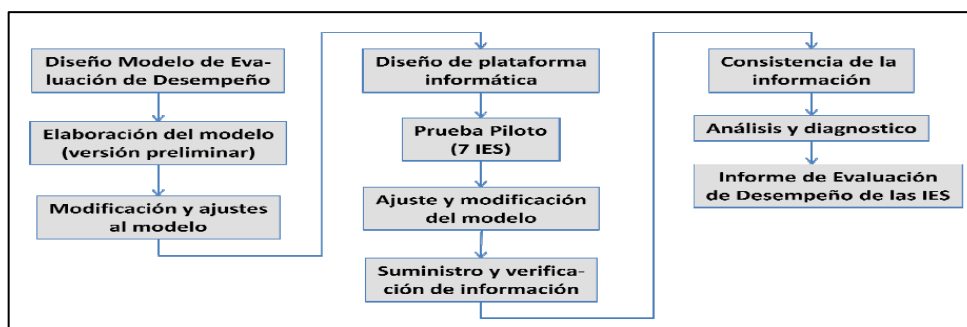 Diseño Modelo de Eva-
luación de Desempeño
Elaboración del modelo
(versión preliminar)
Modificación y ajustes
al modelo
Diseño de plataforma
informática
Prueba Piloto
(7 IES)
Ajuste y modificación
del modelo
Suministro y verifica-
ción de información
Consistencia de la
información
Análisis y diagnostico
Informe de Evaluación
de Desempeño de las IES